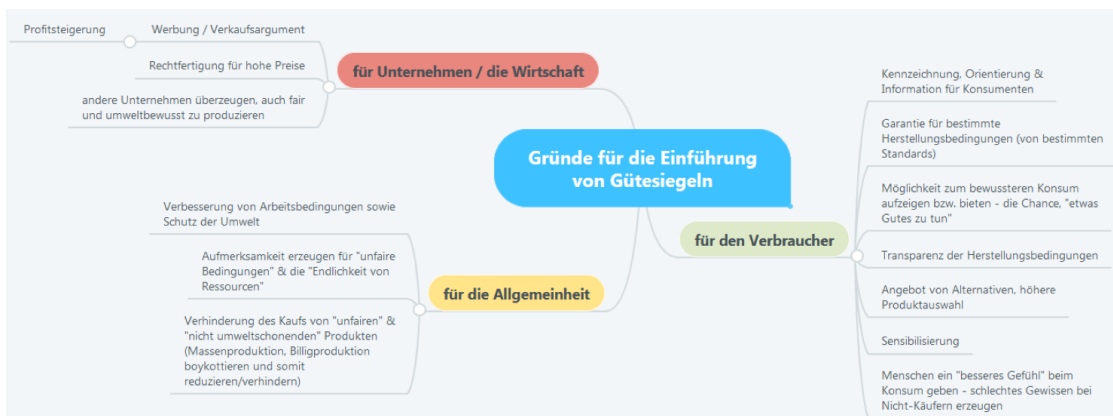 Gründe für die Einführung
von Gütesiegeln
für Unternehmen / die Wirtschaft
Werbung / Verkaufsargument
Profitsteigerung
Rechtfertigung für hohe Preise
andere Unternehmen überzeugen, auch fair
und umweltbewusst zu produzieren
für die Allgemeinheit
Verbesserung von Arbeitsbedingungen sowie
Schutz der Umwelt
Aufmerksamkeit erzeugen für "unfaire
Bedingungen" & die "Endlichkeit von
Ressourcen"
Verhinderung des Kaufs von "unfairen" &
"nicht umweltschonenden" Produkten
(Massenproduktion, Billigproduktion
boykottieren und somit
reduzieren/verhindern)
für den Verbraucher
Kennzeichnung, Orientierung &
Information für Konsumenten
Garantie für bestimmte
Herstellungsbedingungen (von bestimmten
Standards)
Möglichkeit zum bewussteren Konsum
aufzeigen bzw. bieten - die Chance, "etwas
Gutes zu tun"
Transparenz der Herstellungsbedingungen
Angebot von Alternativen, höhere
Produktauswahl
Sensibilisierung
Menschen ein "besseres Gefühl" beim
Konsum geben - schlechtes Gewissen bei
Nicht-Käufern erzeugen